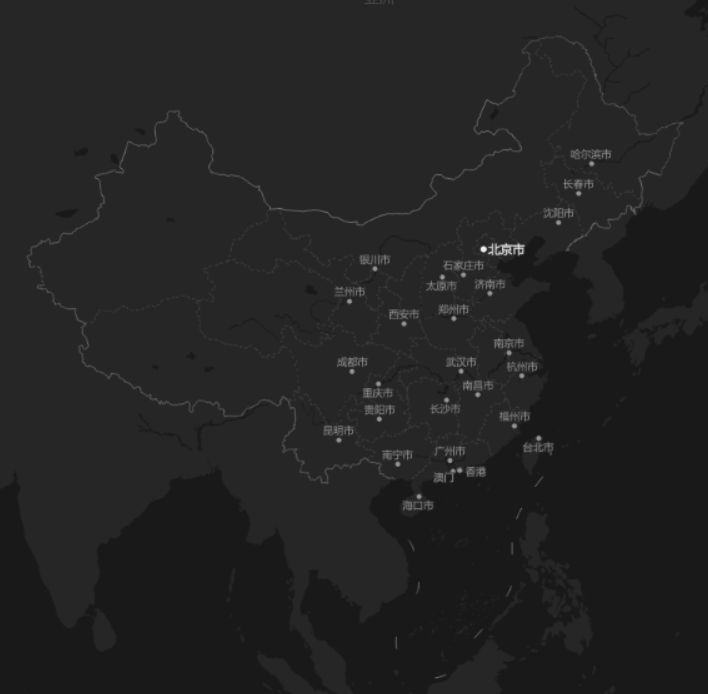 哈尔滨市
长春市
沈阳市
北京市
银川市
石家庄市
太原市
济南市
兰州市
西安市
郑州市
南京市
成都市
武汉市
杭州市
重庆市
南昌市
贵阳市
长沙市
福州市
昆明市
台北市
南宁市
广州市
澳门
香港
海口市